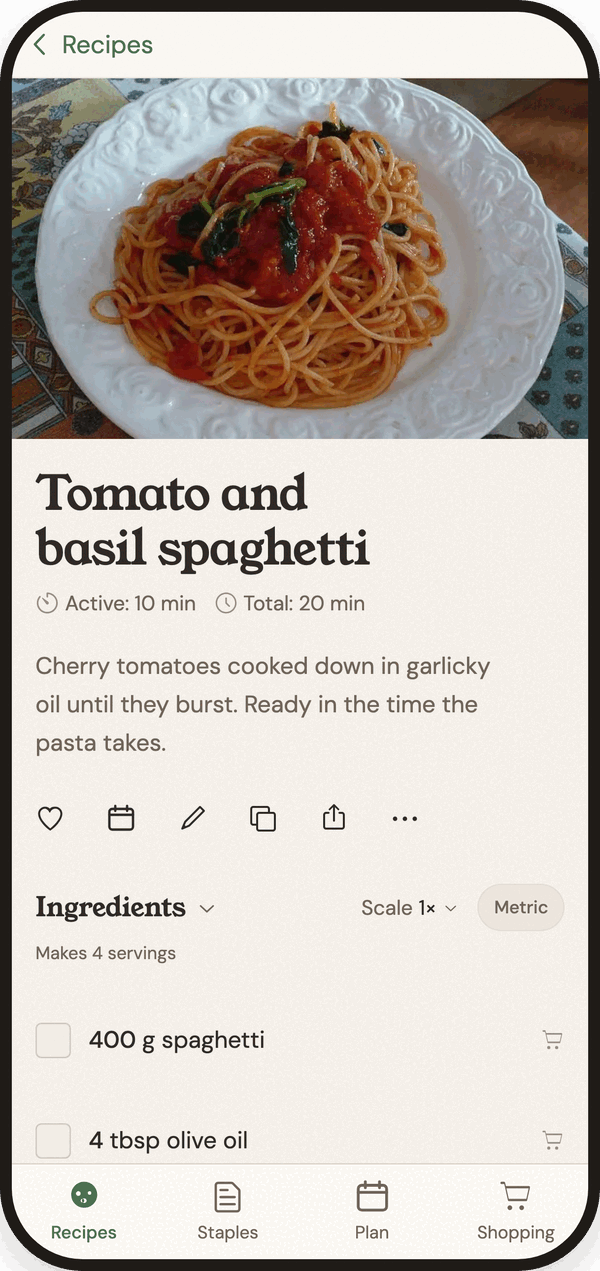 Recipes
Tomato and
basil spaghetti
Active: 10 min Total: 20 min
Cherry tomatoes cooked down in garlicky
oil until they burst. Ready in the time the
pasta takes.
Ingredients Scale 1× Metric
Makes 4 servings
400 g spaghetti
4 tbsp olive oil
Recipes Staples Plan Shopping